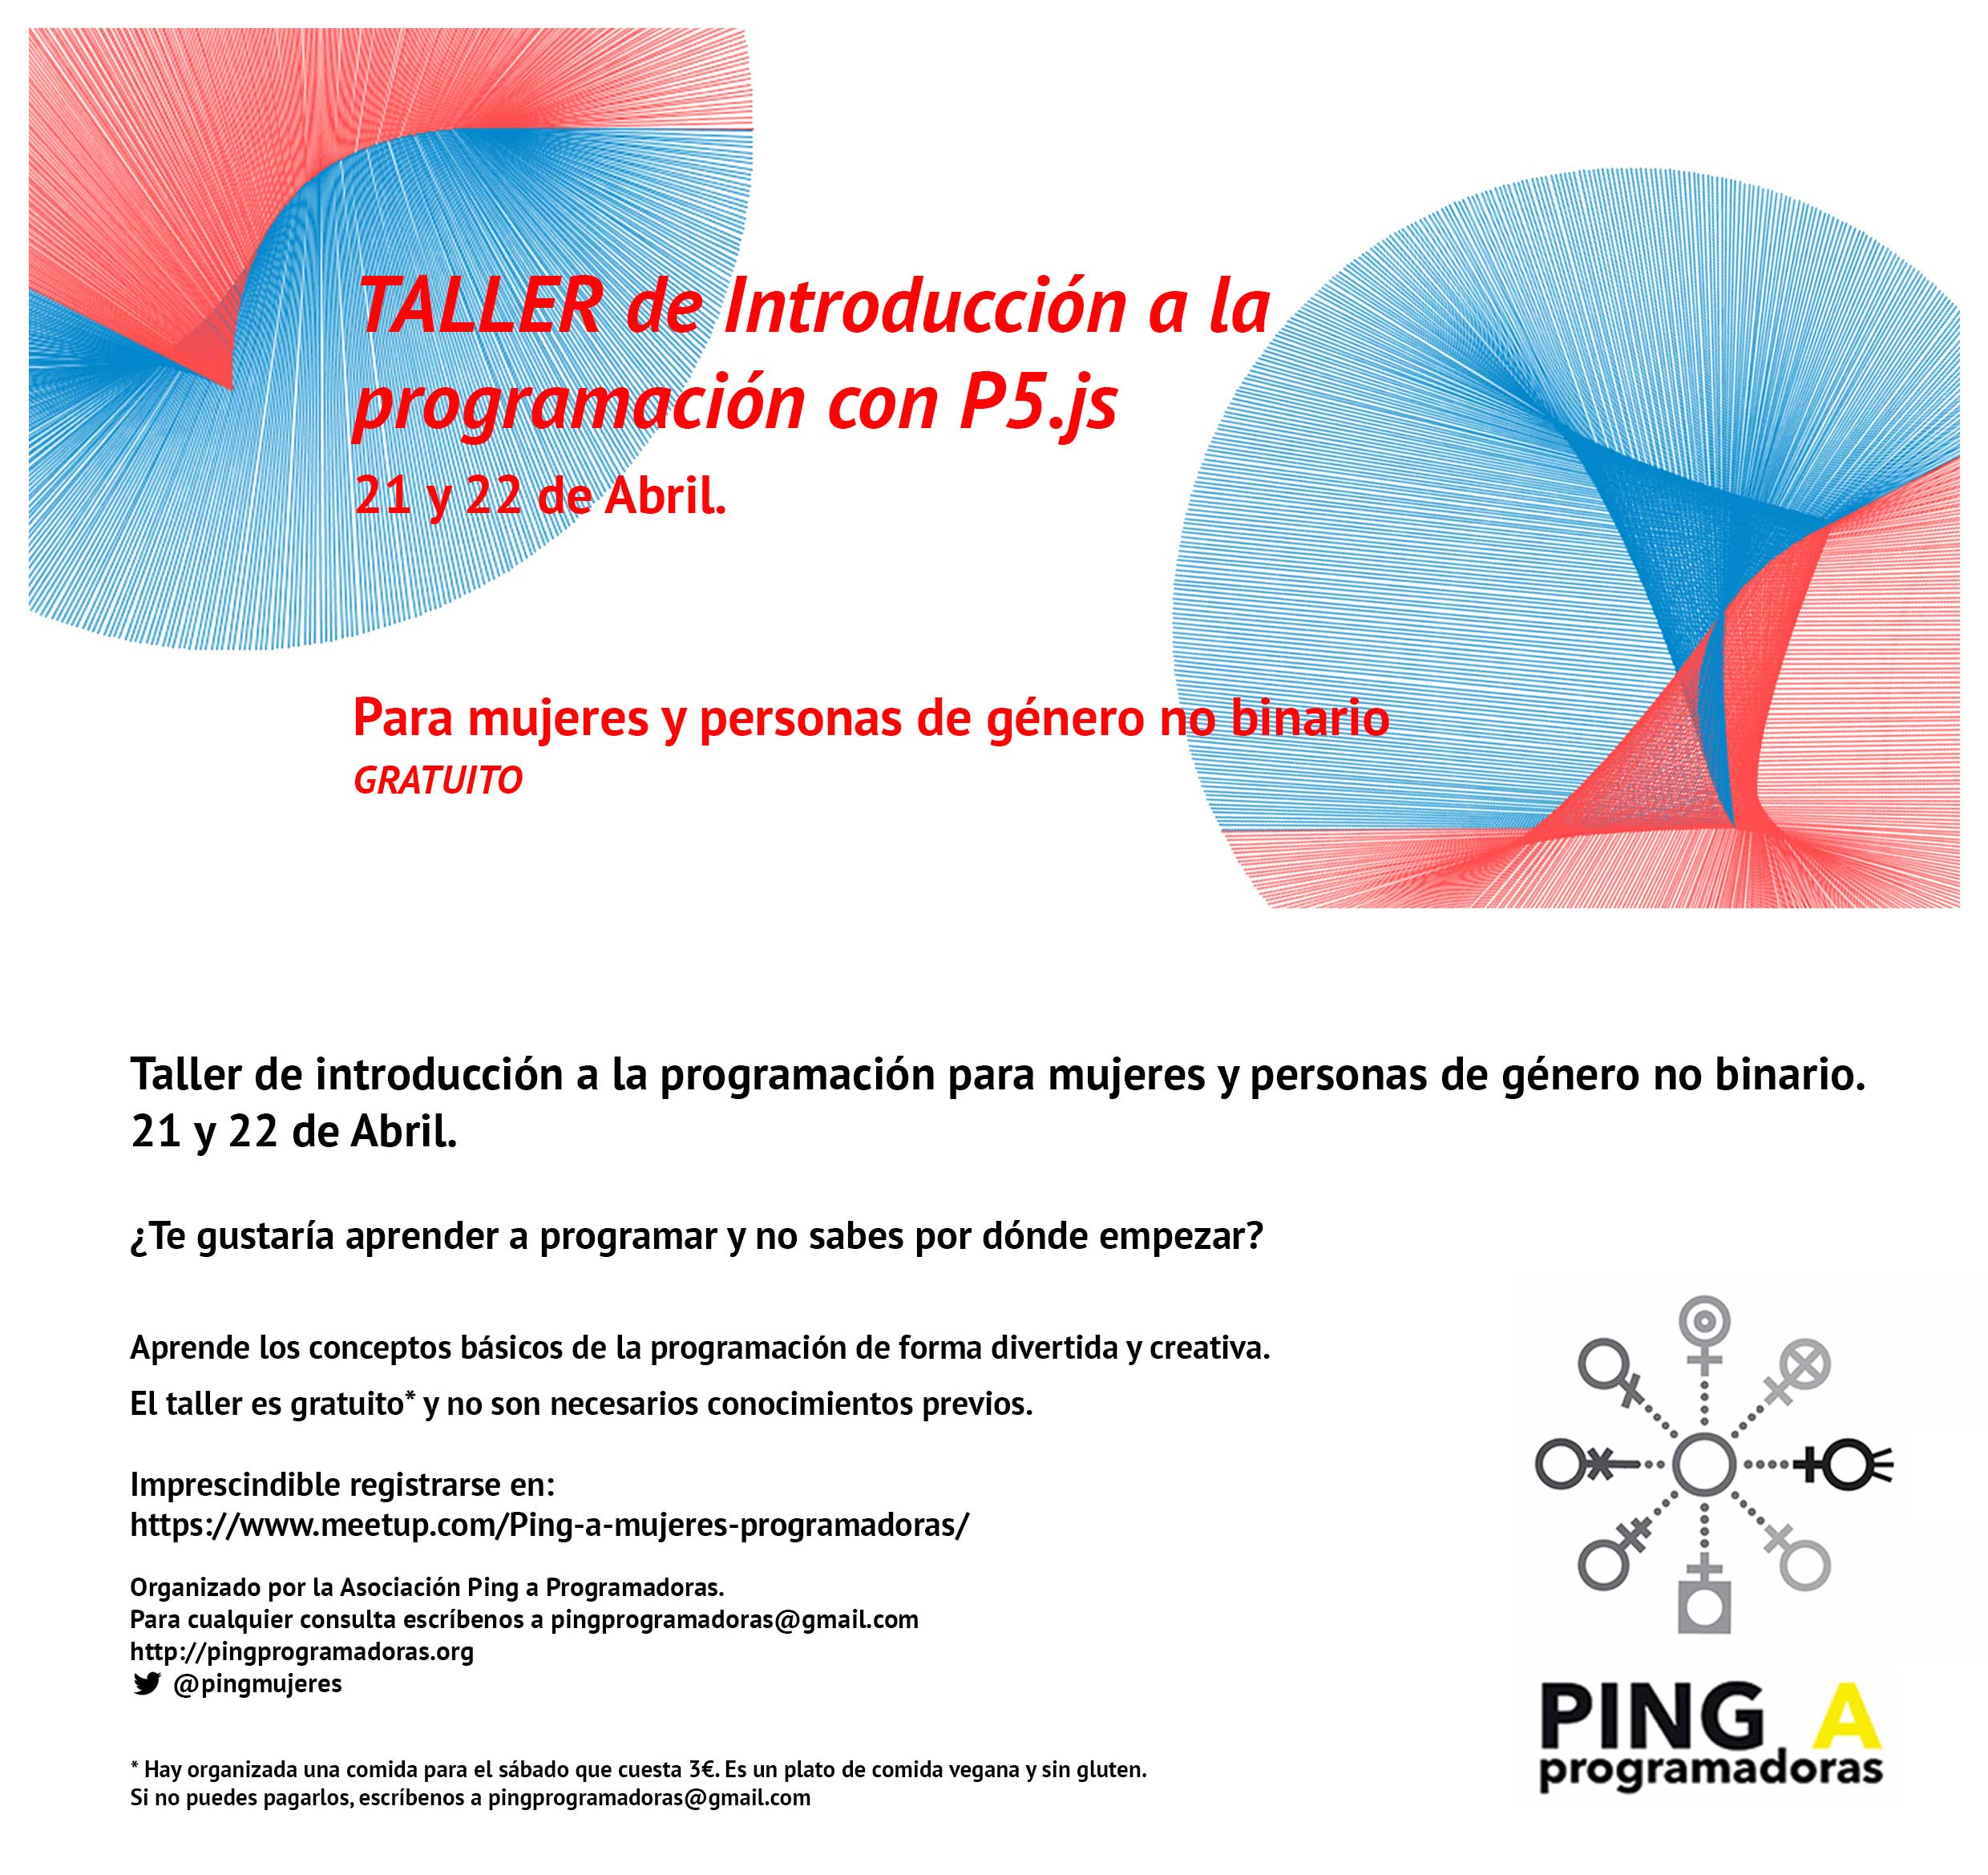 TALLER de Introducción a la
programación con P5.js
21 y 22 de Abril.
Para mujeres y personas de género no binario
GRATUITO
Taller de introducción a la programación para mujeres y personas de género no binario.
21 y 22 de Abril.
¿Te gustaría aprender a programar y no sabes por dónde empezar?
Aprende los conceptos básicos de la programación de forma divertida y creativa.
El taller es gratuito* y no son necesarios conocimientos previos.
Imprescindible registrarse en:
https://www.meetup.com/Ping-a-mujeres-programadoras/
Organizado por la Asociación Ping a Programadoras.
Para cualquier consulta escríbenos a pingprogramadoras@gmail.com
http://pingprogramadoras.org
@pingmujeres
* Hay organizada una comida para el sábado que cuesta 3€. Es un plato de comida vegana y sin gluten.
Si no puedes pagarlos, escríbenos a pingprogramadoras@gmail.com
PING A
programadoras